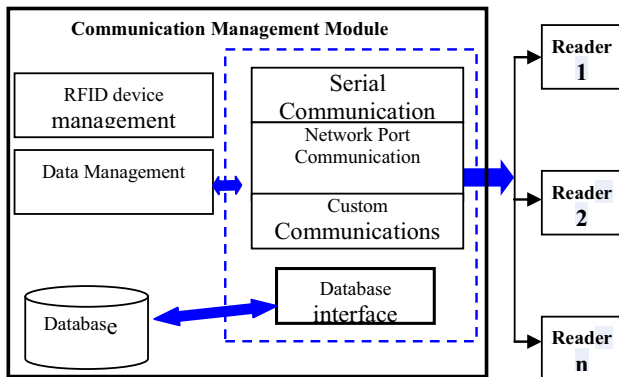 Communication Management Module
RFID device
management
Data Management
Serial
Communication
Network Port
Communication
Custom
Communications
Database
Database
interface
Reader
1
Reader
2
Reader
n